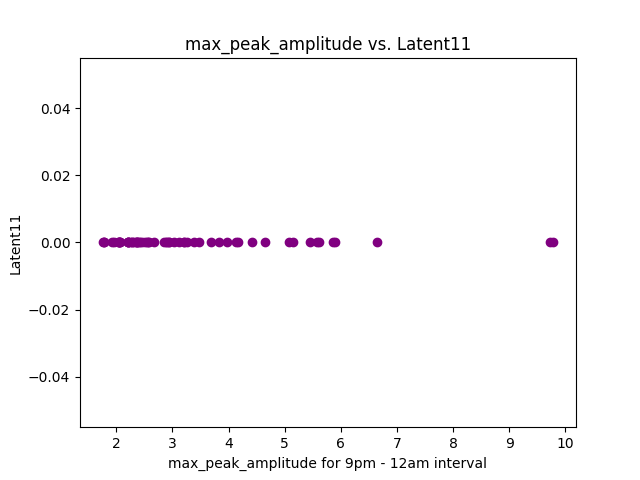 max_peak_amplitude vs. Latent11
0.04
0.02
0.00
−0.02
−0.04
Latent11
2 3 4 5 6 7 8 9 10
max_peak_amplitude for 9pm - 12am interval